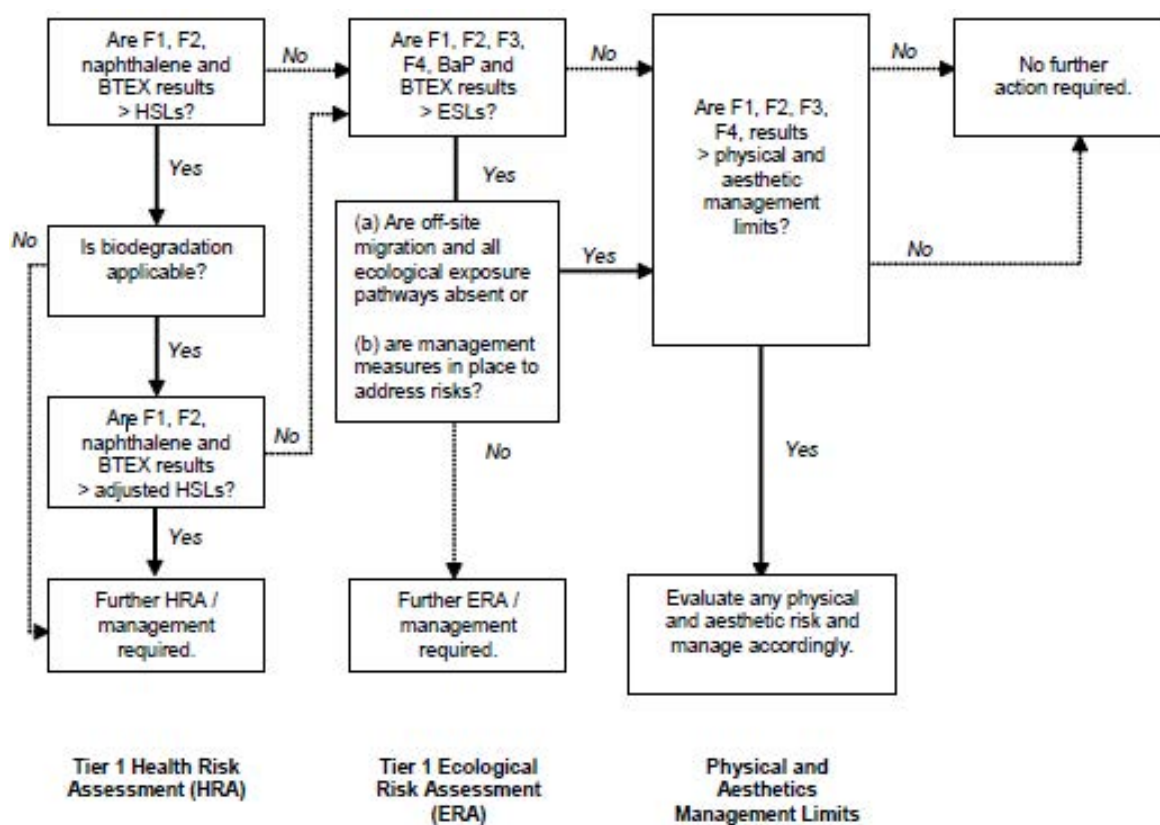 Are F1, F2,
naphthalene and
BTEX results
> HSLs?
No
Are F1, F2, F3,
F4, BaP and
BTEX results
> ESLs?
No
Are F1, F2, F3,
F4, results
> physical and
aesthetic
management
limits?
No
No further
action required.
Yes
Yes
No
Is biodegradation
applicable?
(a) Are off-site
migration and all
ecological exposure
pathways absent or
(b) are management
measures in place to
address risks?
Yes
No
Yes
Are F1, F2,
naphthalene and
BTEX results
> adjusted HSLs?
No
No
Yes
Yes
Further HRA /
management
required.
Further ERA /
management
required.
Evaluate any physical
and aesthetic risk and
manage accordingly.
Tier 1 Health Risk
Assessment (HRA)
Tier 1 Ecological
Risk Assessment
(ERA)
Physical and
Aesthetics
Management Limits